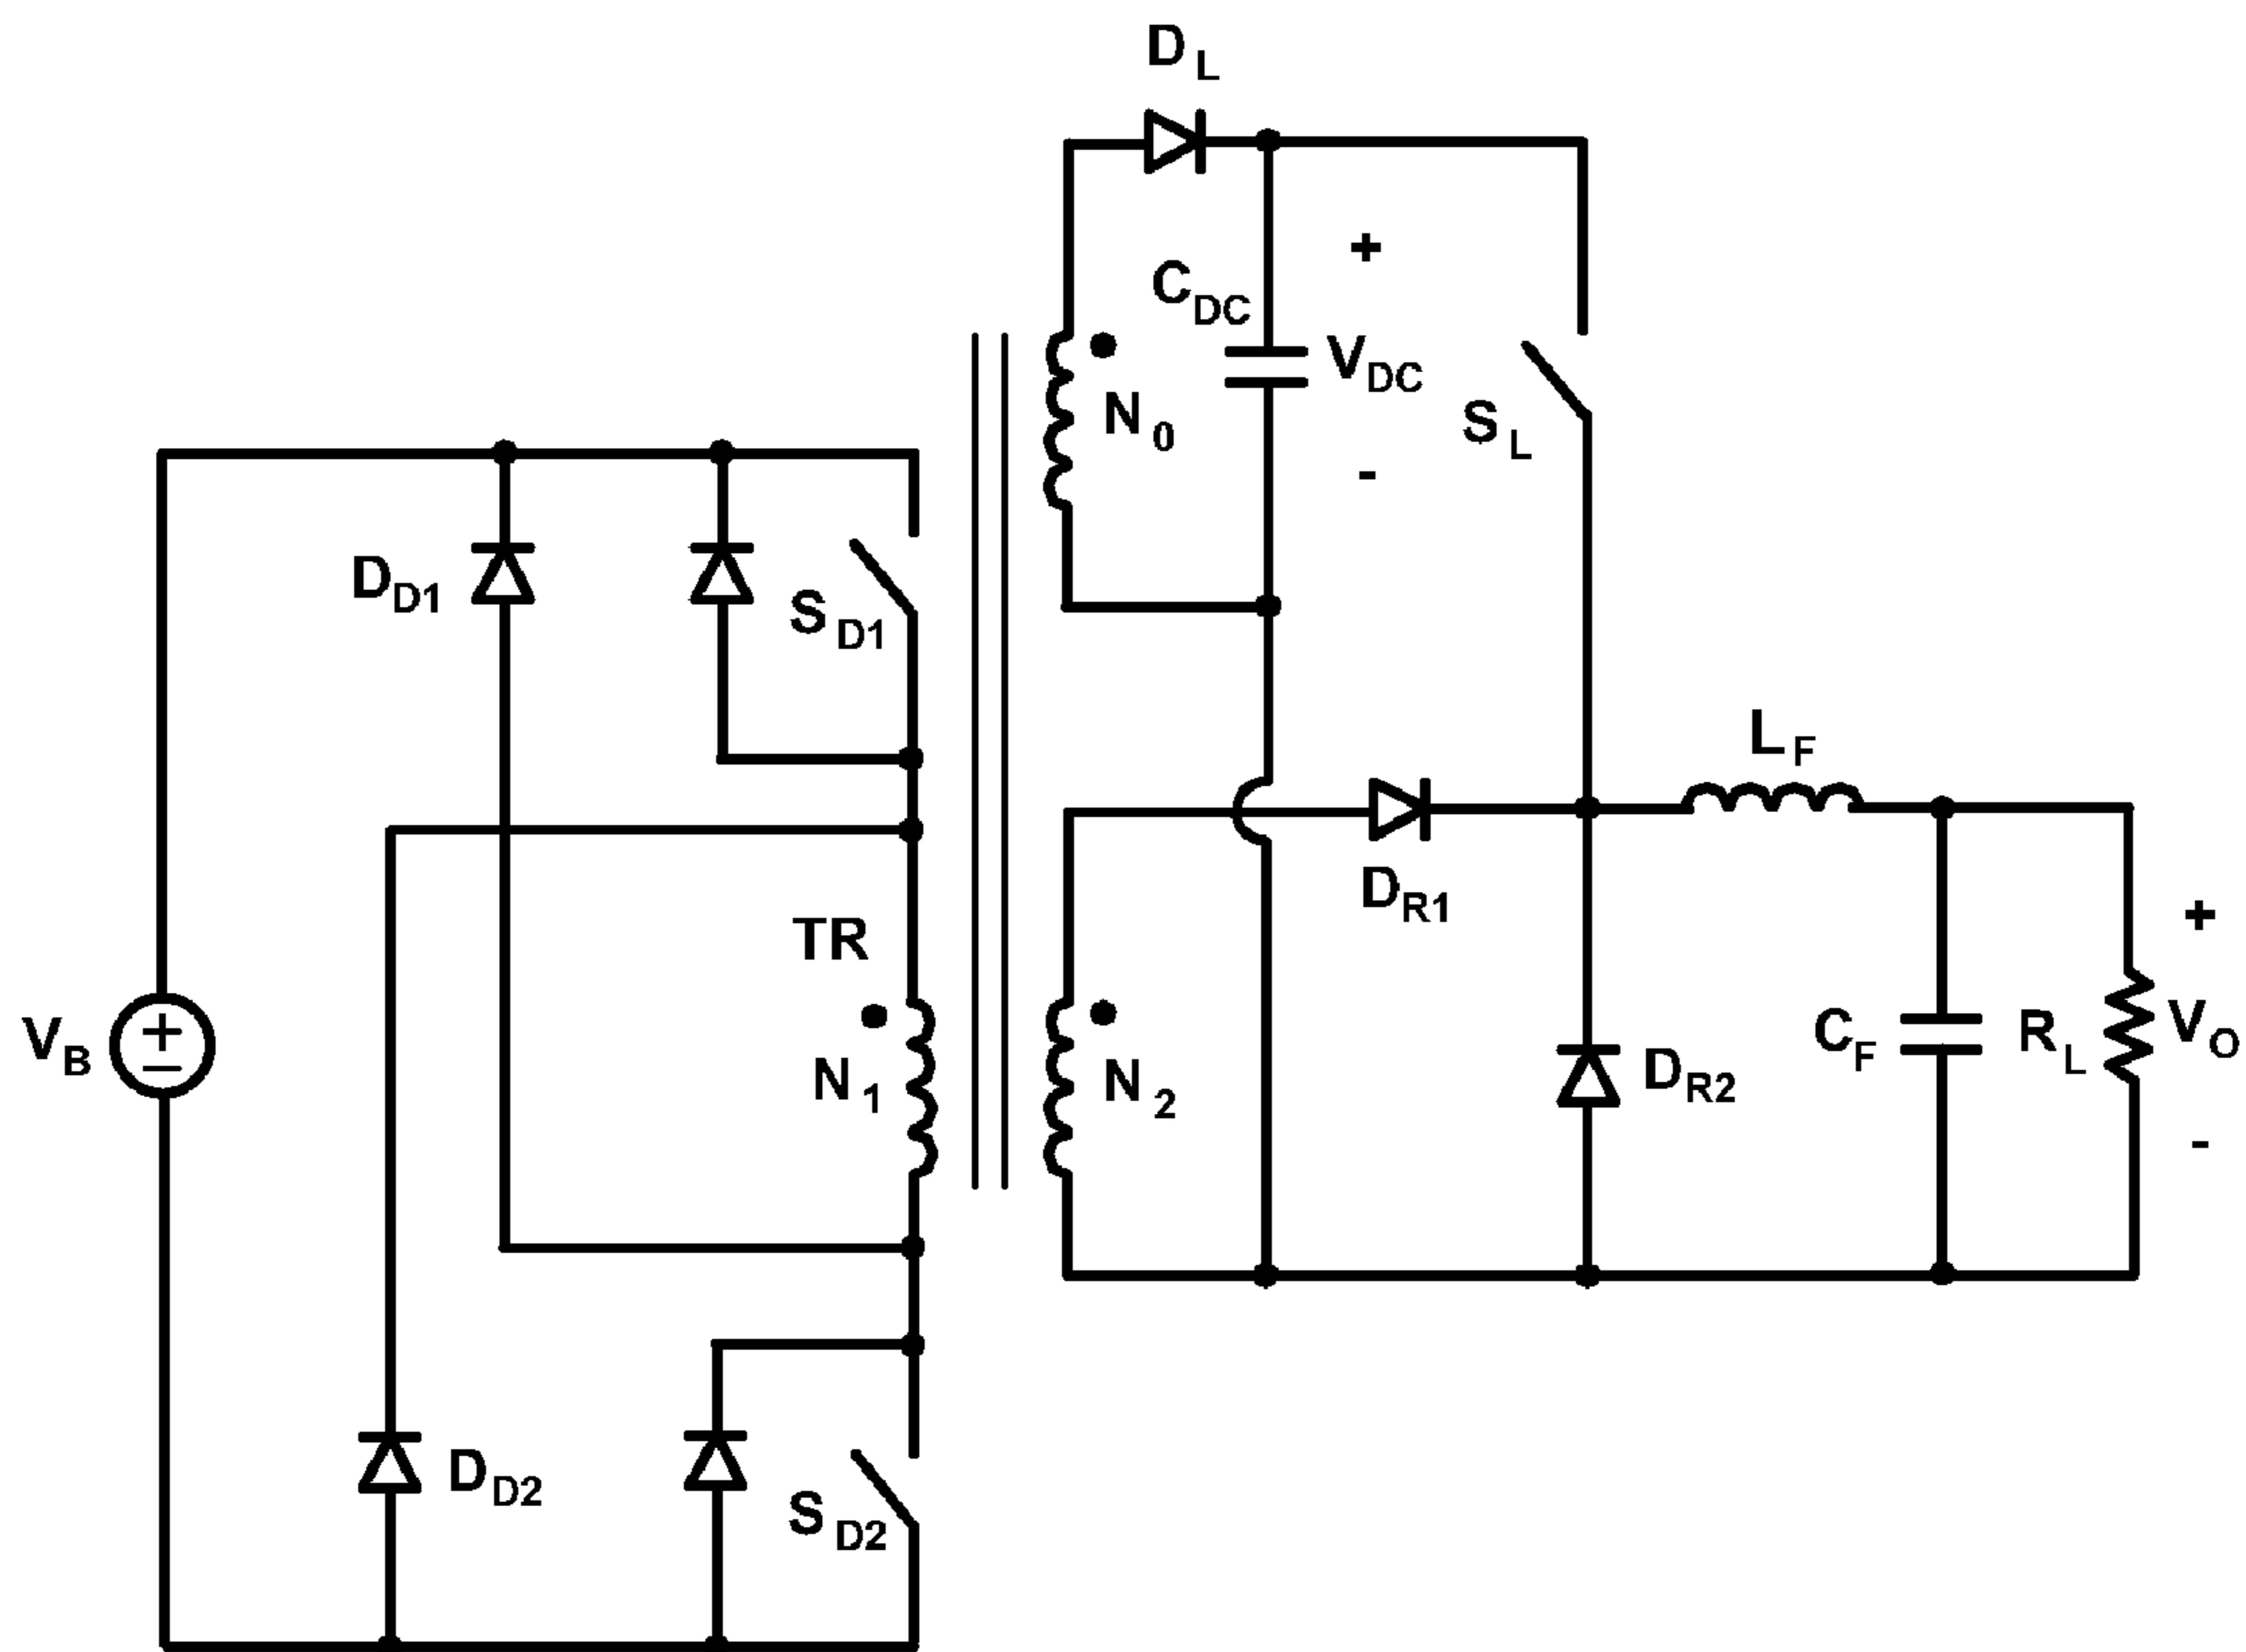 D L
+
C DC
V DC
N 0
S L
-
D D1
S D1
L F
D R1
TR
+
V B
N 1
N 2
D R2
C F
R L
V O
-
D D2
S D2